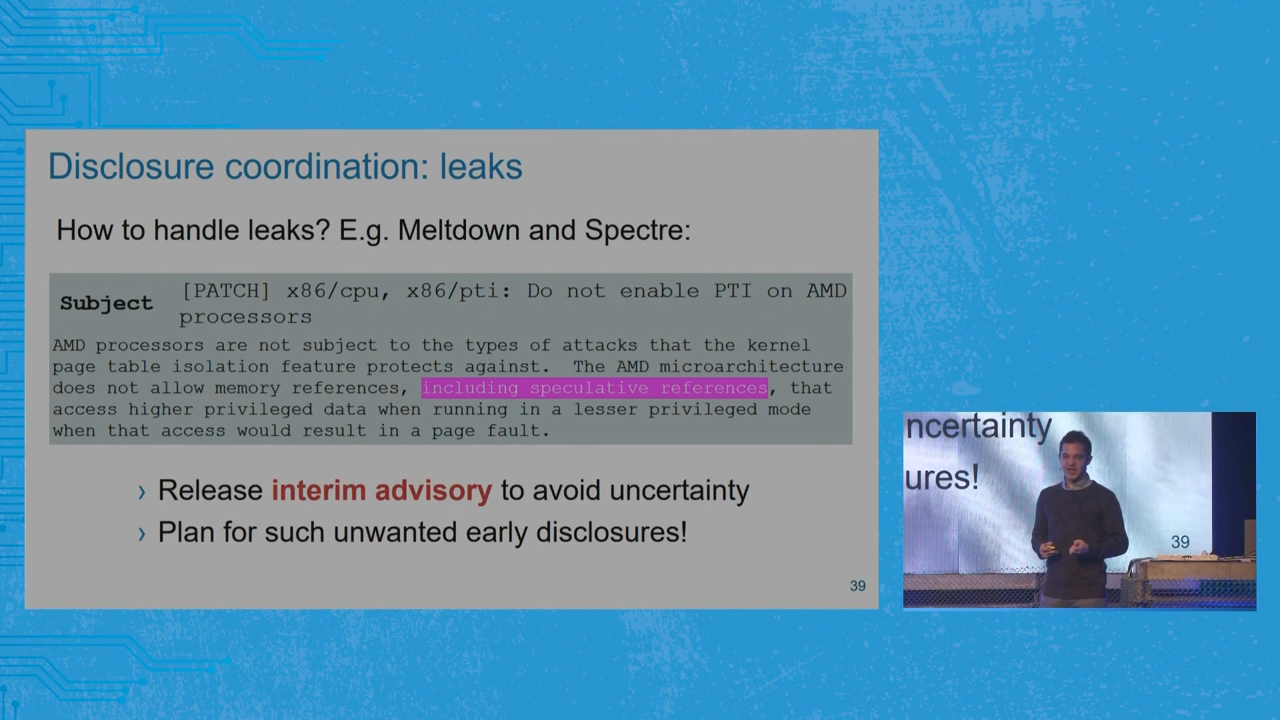 Disclosure coordination: leaks
How to handle leaks? E.g. Meltdown and Spectre:
Subject
[PATCH] x86/cpu, x86/pti: Do not enable PTI on AMD
processors
AMD processors are not subject to the types of attacks that the kernel
page table isolation feature protects against. The AMD microarchitecture
does not allow memory references, including speculative references, that
access higher privileged data when running in a lesser privileged mode
when that access would result in a page fault.
› Release interim advisory to avoid uncertainty
› Plan for such unwanted early disclosures!
39
ncertainty
ures!
39